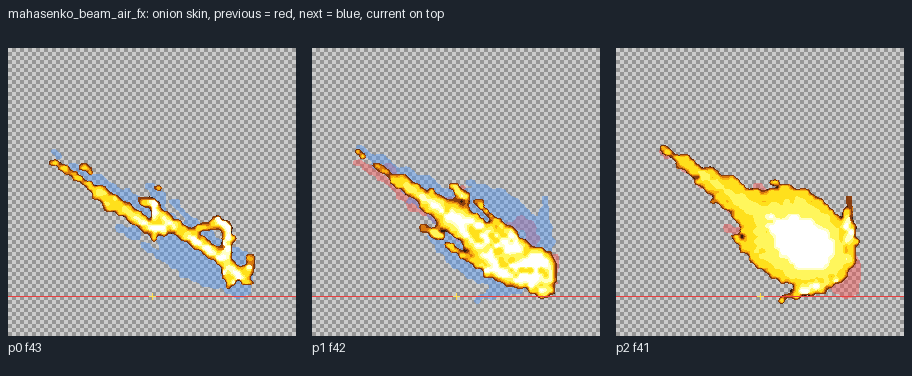 mahasenko_beam_air_fx: onion skin, previous = red, next = blue, current on top
p0 f43
p1 f42
p2 f41